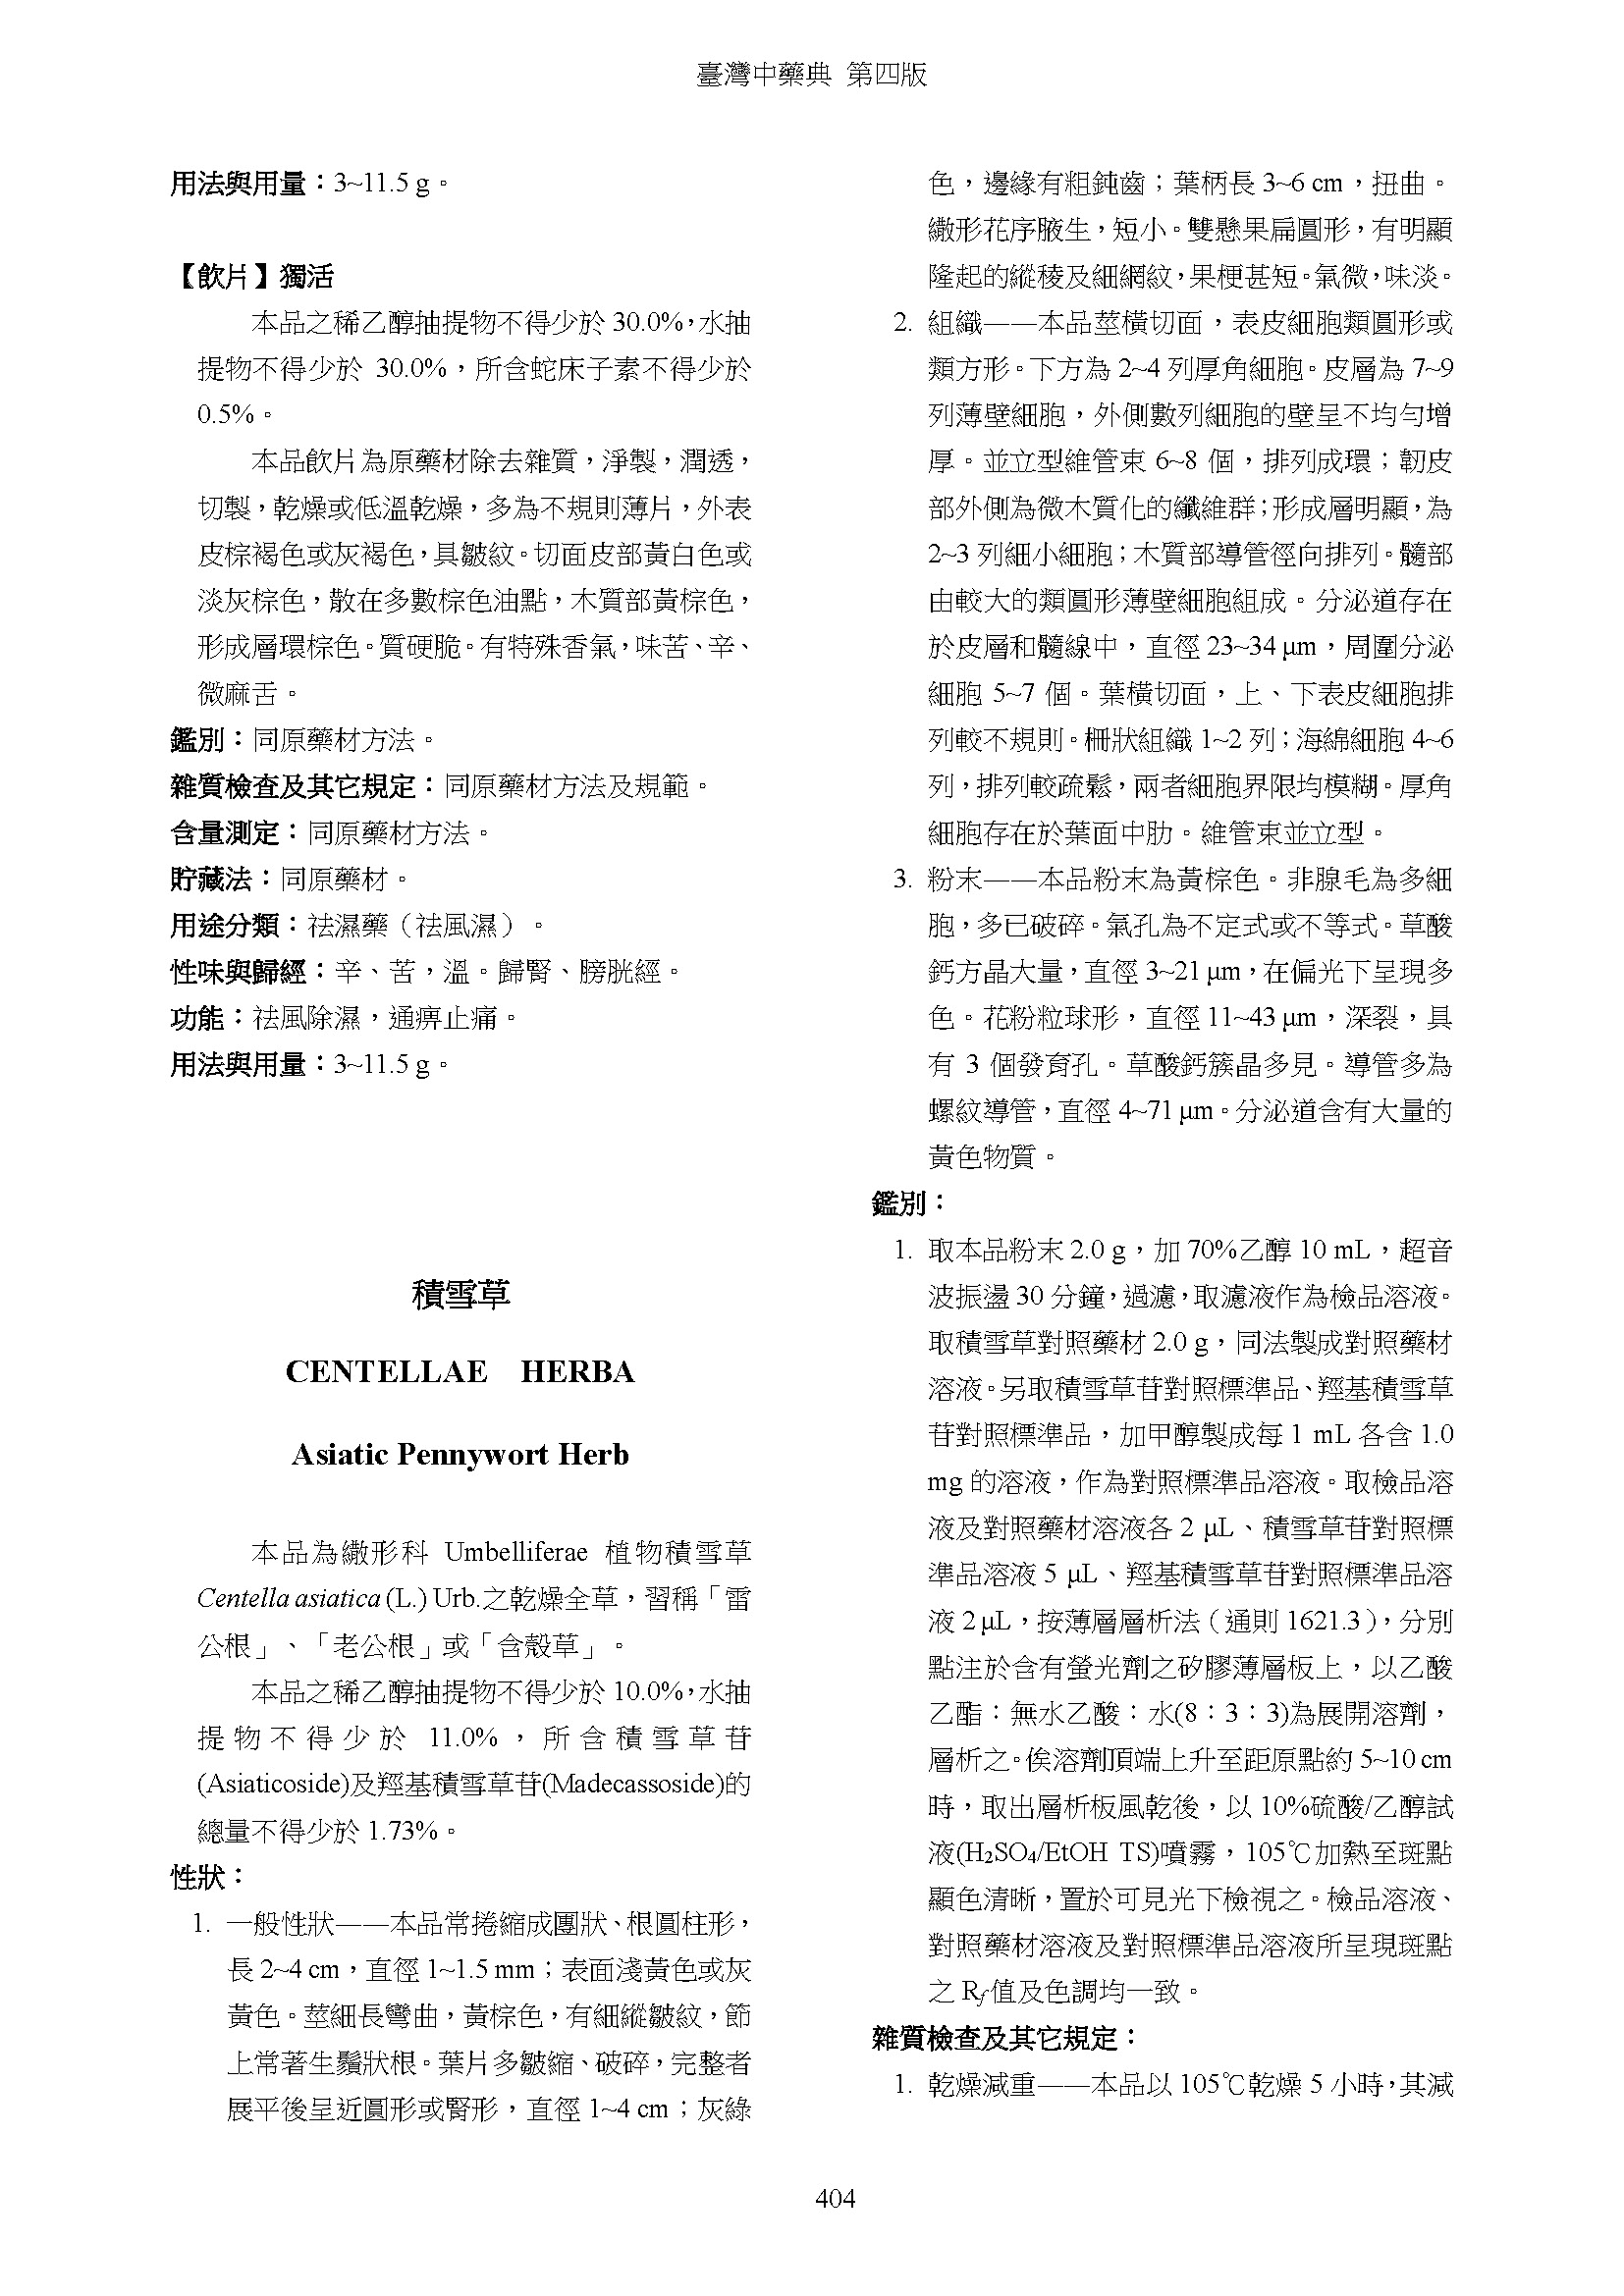 臺灣中藥典 第四版
用法與用量：3~11.5 g。
【飲片】獨活
本品之稀乙醇抽提物不得少於 30.0%，水抽
提物不得少於 30.0%，所含蛇床子素不得少於
0.5%。
本品飲片為原藥材除去雜質，淨製，潤透，
切製，乾燥或低溫乾燥，多為不規則薄片，外表
皮棕褐色或灰褐色，具皺紋。切面皮部黃白色或
淡灰棕色，散在多數棕色油點，木質部黃棕色，
形成層環棕色。質硬脆。有特殊香氣，味苦、辛、
微麻舌。
鑑別：同原藥材方法。
雜質檢查及其它規定：同原藥材方法及規範。
含量測定：同原藥材方法。
貯藏法：同原藥材。
用途分類：祛濕藥（祛風濕）。
性味與歸經：辛、苦，溫。歸腎、膀胱經。
功能：祛風除濕，通痹止痛。
用法與用量：3~11.5 g。
積雪草
CENTELLAE HERBA
Asiatic Pennywort Herb
本品為繖形科 Umbelliferae 植物積雪草
Centella asiatica (L.) Urb.之乾燥全草，習稱「雷
公根」、「老公根」或「含殼草」。
本品之稀乙醇抽提物不得少於 10.0%，水抽
提物不得少於 11.0%，所含積雪草苷
(Asiaticoside)及羥基積雪草苷(Madecassoside)的
總量不得少於 1.73%。
性狀：
1. 一般性狀——本品常捲縮成團狀、根圓柱形，
長 2~4 cm，直徑 1~1.5 mm；表面淺黃色或灰
黃色。莖細長彎曲，黃棕色，有細縱皺紋，節
上常著生鬚狀根。葉片多皺縮、破碎，完整者
展平後呈近圓形或腎形，直徑 1~4 cm；灰綠
色，邊緣有粗鈍齒；葉柄長 3~6 cm，扭曲。
繖形花序腋生，短小。雙懸果扁圓形，有明顯
隆起的縱稜及細網紋，果梗甚短。氣微，味淡。
2. 組織——本品莖橫切面，表皮細胞類圓形或
類方形。下方為 2~4 列厚角細胞。皮層為 7~9
列薄壁細胞，外側數列細胞的壁呈不均勻增
厚。並立型維管束 6~8 個，排列成環；韌皮
部外側為微木質化的纖維群；形成層明顯，為
2~3 列細小細胞；木質部導管徑向排列。髓部
由較大的類圓形薄壁細胞組成。分泌道存在
於皮層和髓線中，直徑 23~34 μm，周圍分泌
細胞 5~7 個。葉橫切面，上、下表皮細胞排
列較不規則。柵狀組織 1~2 列；海綿細胞 4~6
列，排列較疏鬆，兩者細胞界限均模糊。厚角
細胞存在於葉面中肋。維管束並立型。
3. 粉末——本品粉末為黃棕色。非腺毛為多細
胞，多已破碎。氣孔為不定式或不等式。草酸
鈣方晶大量，直徑 3~21 μm，在偏光下呈現多
色。花粉粒球形，直徑 11~43 μm，深裂，具
有 3 個發育孔。草酸鈣簇晶多見。導管多為
螺紋導管，直徑 4~71 μm。分泌道含有大量的
黃色物質。
鑑別：
1. 取本品粉末 2.0 g，加 70%乙醇 10 mL，超音
波振盪 30 分鐘，過濾，取濾液作為檢品溶液。
取積雪草對照藥材 2.0 g，同法製成對照藥材
溶液。另取積雪草苷對照標準品、羥基積雪草
苷對照標準品，加甲醇製成每 1 mL 各含 1.0
mg 的溶液，作為對照標準品溶液。取檢品溶
液及對照藥材溶液各 2 μL、積雪草苷對照標
準品溶液 5 μL、羥基積雪草苷對照標準品溶
液 2 μL，按薄層層析法（通則 1621.3），分別
點注於含有螢光劑之矽膠薄層板上，以乙酸
乙酯：無水乙酸：水(8：3：3)為展開溶劑，
層析之。俟溶劑頂端上升至距原點約 5~10 cm
時，取出層析板風乾後，以 10%硫酸/乙醇試
液(H₂SO₄/EtOH TS)噴霧，105℃加熱至斑點
顯色清晰，置於可見光下檢視之。檢品溶液、
對照藥材溶液及對照標準品溶液所呈現斑點
之 Rf值及色調均一致。
雜質檢查及其它規定：
1. 乾燥減重——本品以 105℃乾燥 5 小時，其減
404